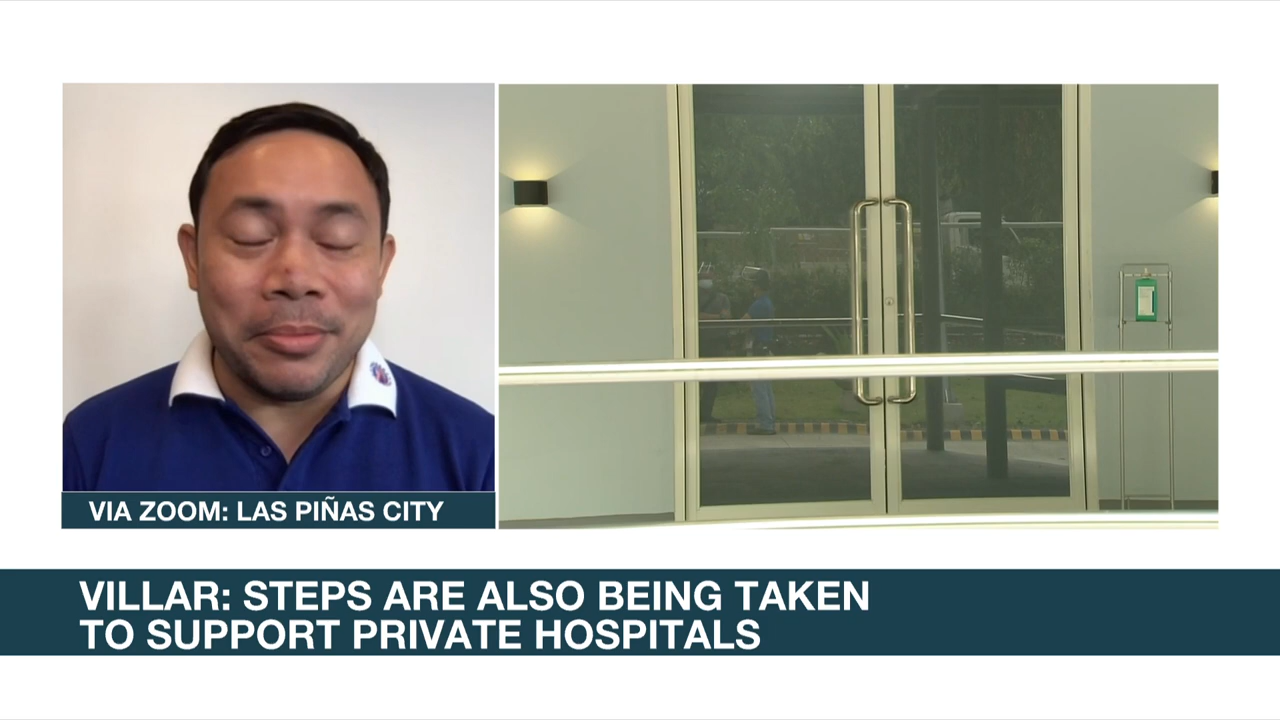 VIA ZOOM: LAS PIÑAS CITY
VILLAR: STEPS ARE ALSO BEING TAKEN
TO SUPPORT PRIVATE HOSPITALS